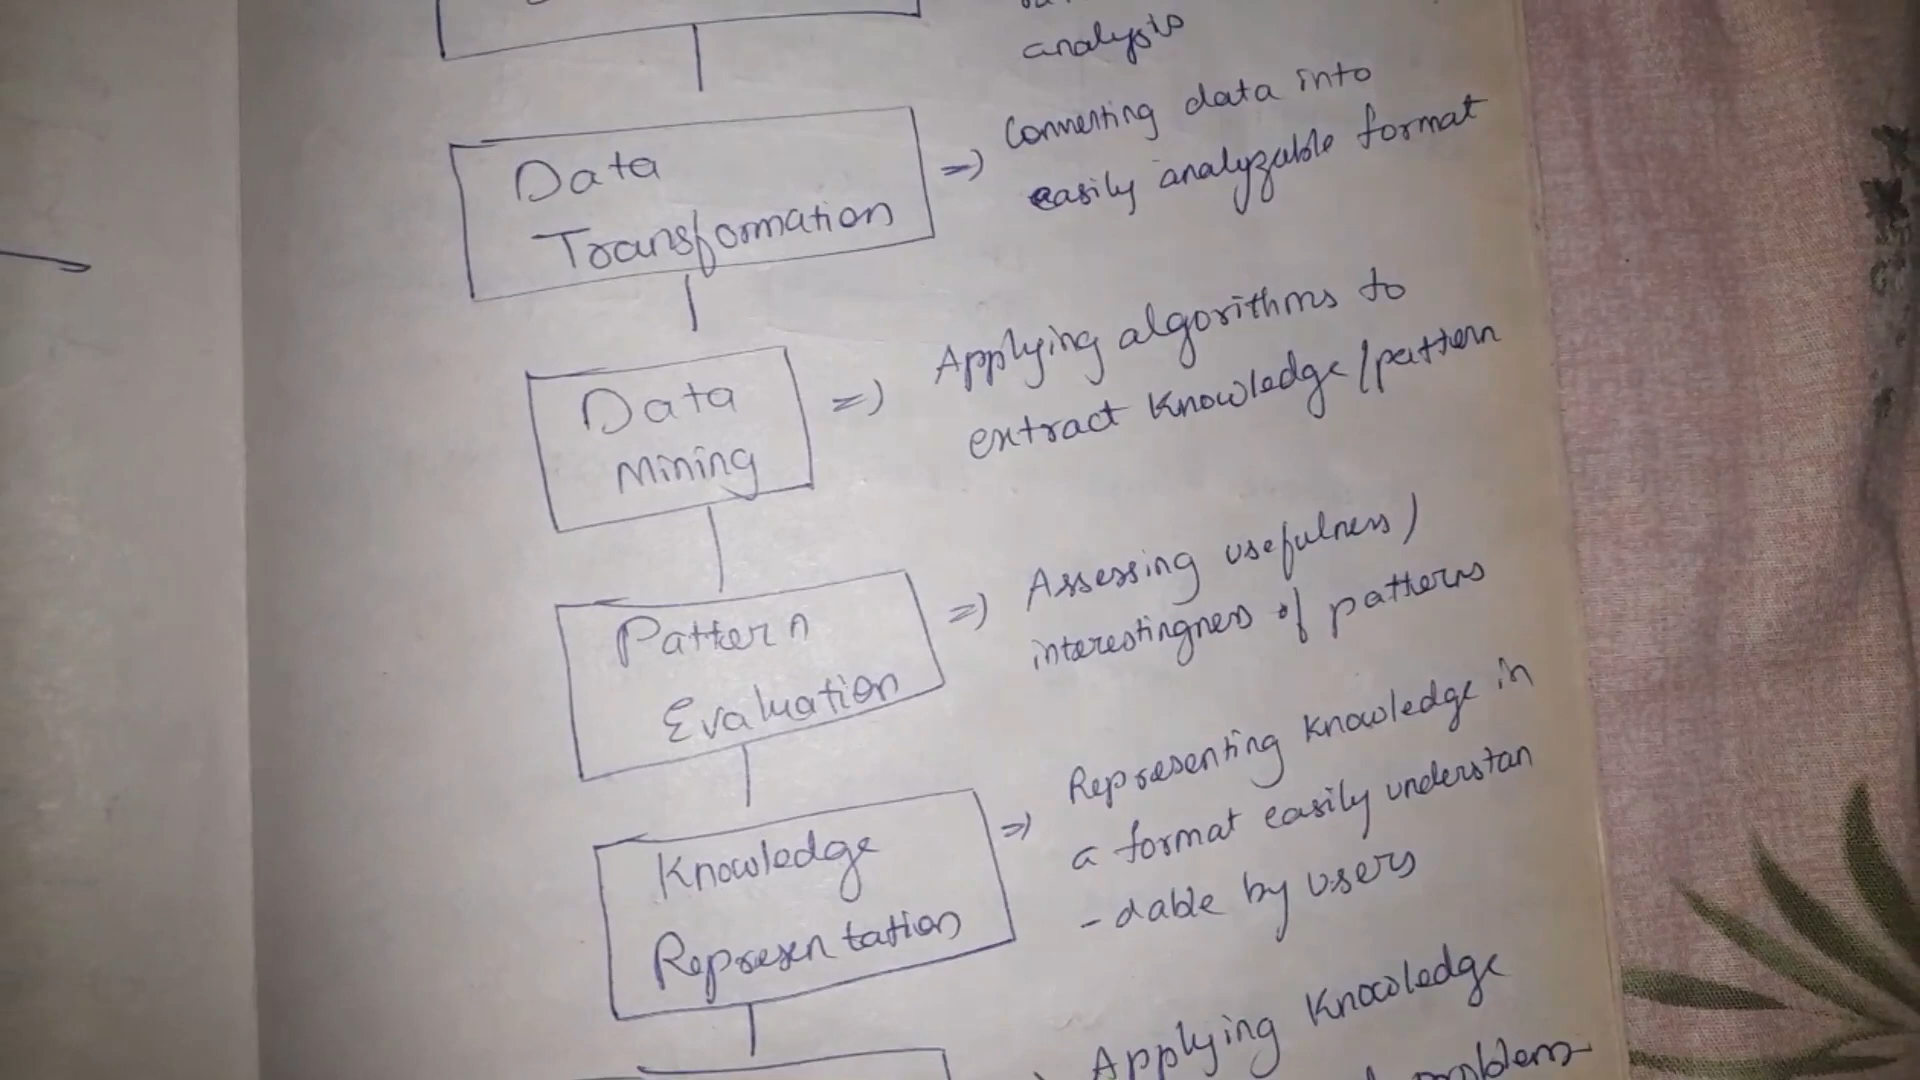 analysis
Data
Transformation
=> Converting data into
easily analyzable format
Data
Mining
=> Applying algorithms to
extract knowledge/pattern
Pattern
Evaluation
=> Assessing usefulness/
interestingness of patterns
Knowledge
Representation
=> Representing knowledge in
a format easily understan
-dable by users
Applying knowledge
problem